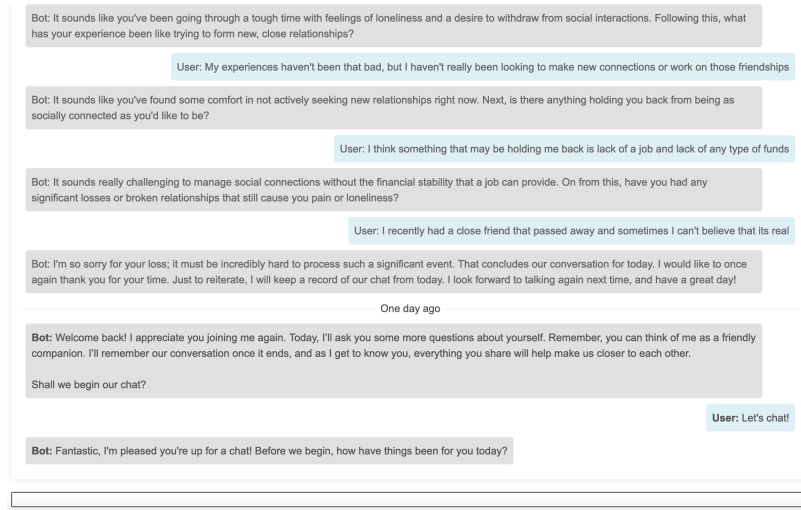 Bot: It sounds like you've been going through a tough time with feelings of loneliness and a desire to withdraw from social interactions. Following this, what
has your experience been like trying to form new, close relationships?
User: My experiences haven't been that bad, but I haven't really been looking to make new connections or work on those friendships
Bot: It sounds like you've found some comfort in not actively seeking new relationships right now. Next, is there anything holding you back from being as
socially connected as you'd like to be?
User: I think something that may be holding me back is lack of a job and lack of any type of funds
Bot: It sounds really challenging to manage social connections without the financial stability that a job can provide. On from this, have you had any
significant losses or broken relationships that still cause you pain or loneliness?
User: I recently had a close friend that passed away and sometimes I can't believe that its real
Bot: I'm so sorry for your loss; it must be incredibly hard to process such a significant event. That concludes our conversation for today. I would like to once
again thank you for your time. Just to reiterate, I will keep a record of our chat from today. I look forward to talking again next time, and have a great day!
One day ago
Bot: Welcome back! I appreciate you joining me again. Today, I'll ask you some more questions about yourself. Remember, you can think of me as a friendly
companion. I'll remember our conversation once it ends, and as I get to know you, everything you share will help make us closer to each other.
Shall we begin our chat?
User: Let's chat!
Bot: Fantastic, I'm pleased you're up for a chat! Before we begin, how have things been for you today?